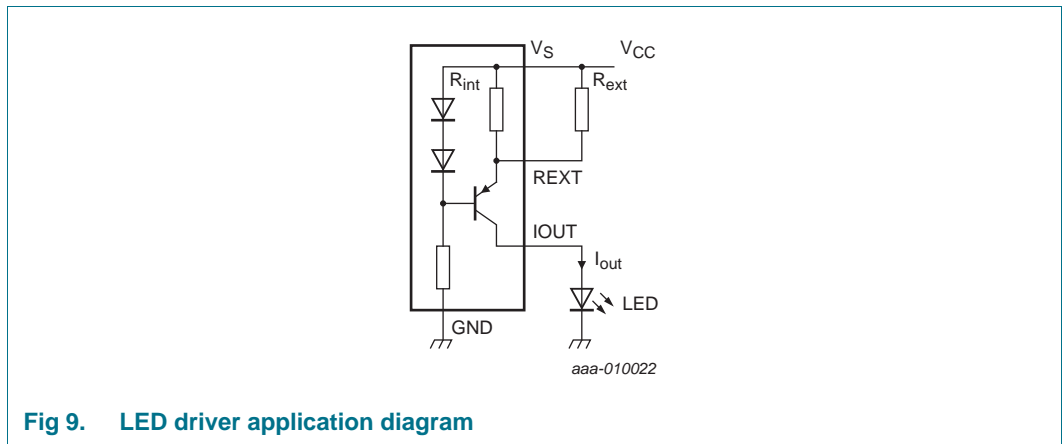 VS VCC
Rint Rext
REXT
IOUT
Iout
LED
GND
aaa-010022
Fig 9. LED driver application diagram